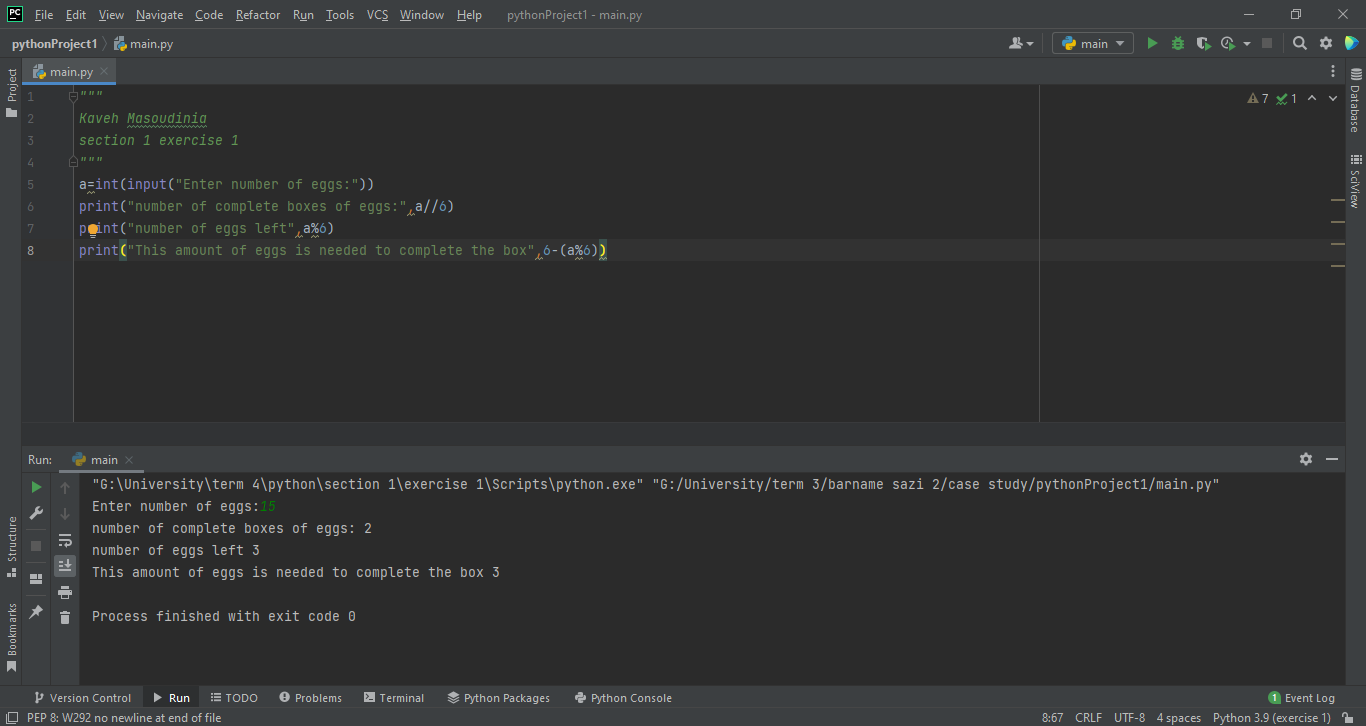 PC File Edit View Navigate Code Refactor Run Tools VCS Window Help pythonProject1 - main.py
pythonProject1 main.py main
main.py
Project
Database
SciView
7 1
1 """
2 Kaveh Masoudinia
3 section 1 exercise 1
4 """
5 a=int(input("Enter number of eggs:"))
6 print("number of complete boxes of eggs:",a//6)
7 print("number of eggs left",a%6)
8 print("This amount of eggs is needed to complete the box",6-(a%6))
Run: main
"G:\University\term 4\python\section 1\exercise 1\Scripts\python.exe" "G:/University/term 3/barname sazi 2/case study/pythonProject1/main.py"
Enter number of eggs:15
number of complete boxes of eggs: 2
number of eggs left 3
This amount of eggs is needed to complete the box 3
Process finished with exit code 0
Structure
Bookmarks
Version Control Run TODO Problems Terminal Python Packages Python Console 1 Event Log
PEP 8: W292 no newline at end of file 8:67 CRLF UTF-8 4 spaces Python 3.9 (exercise 1)